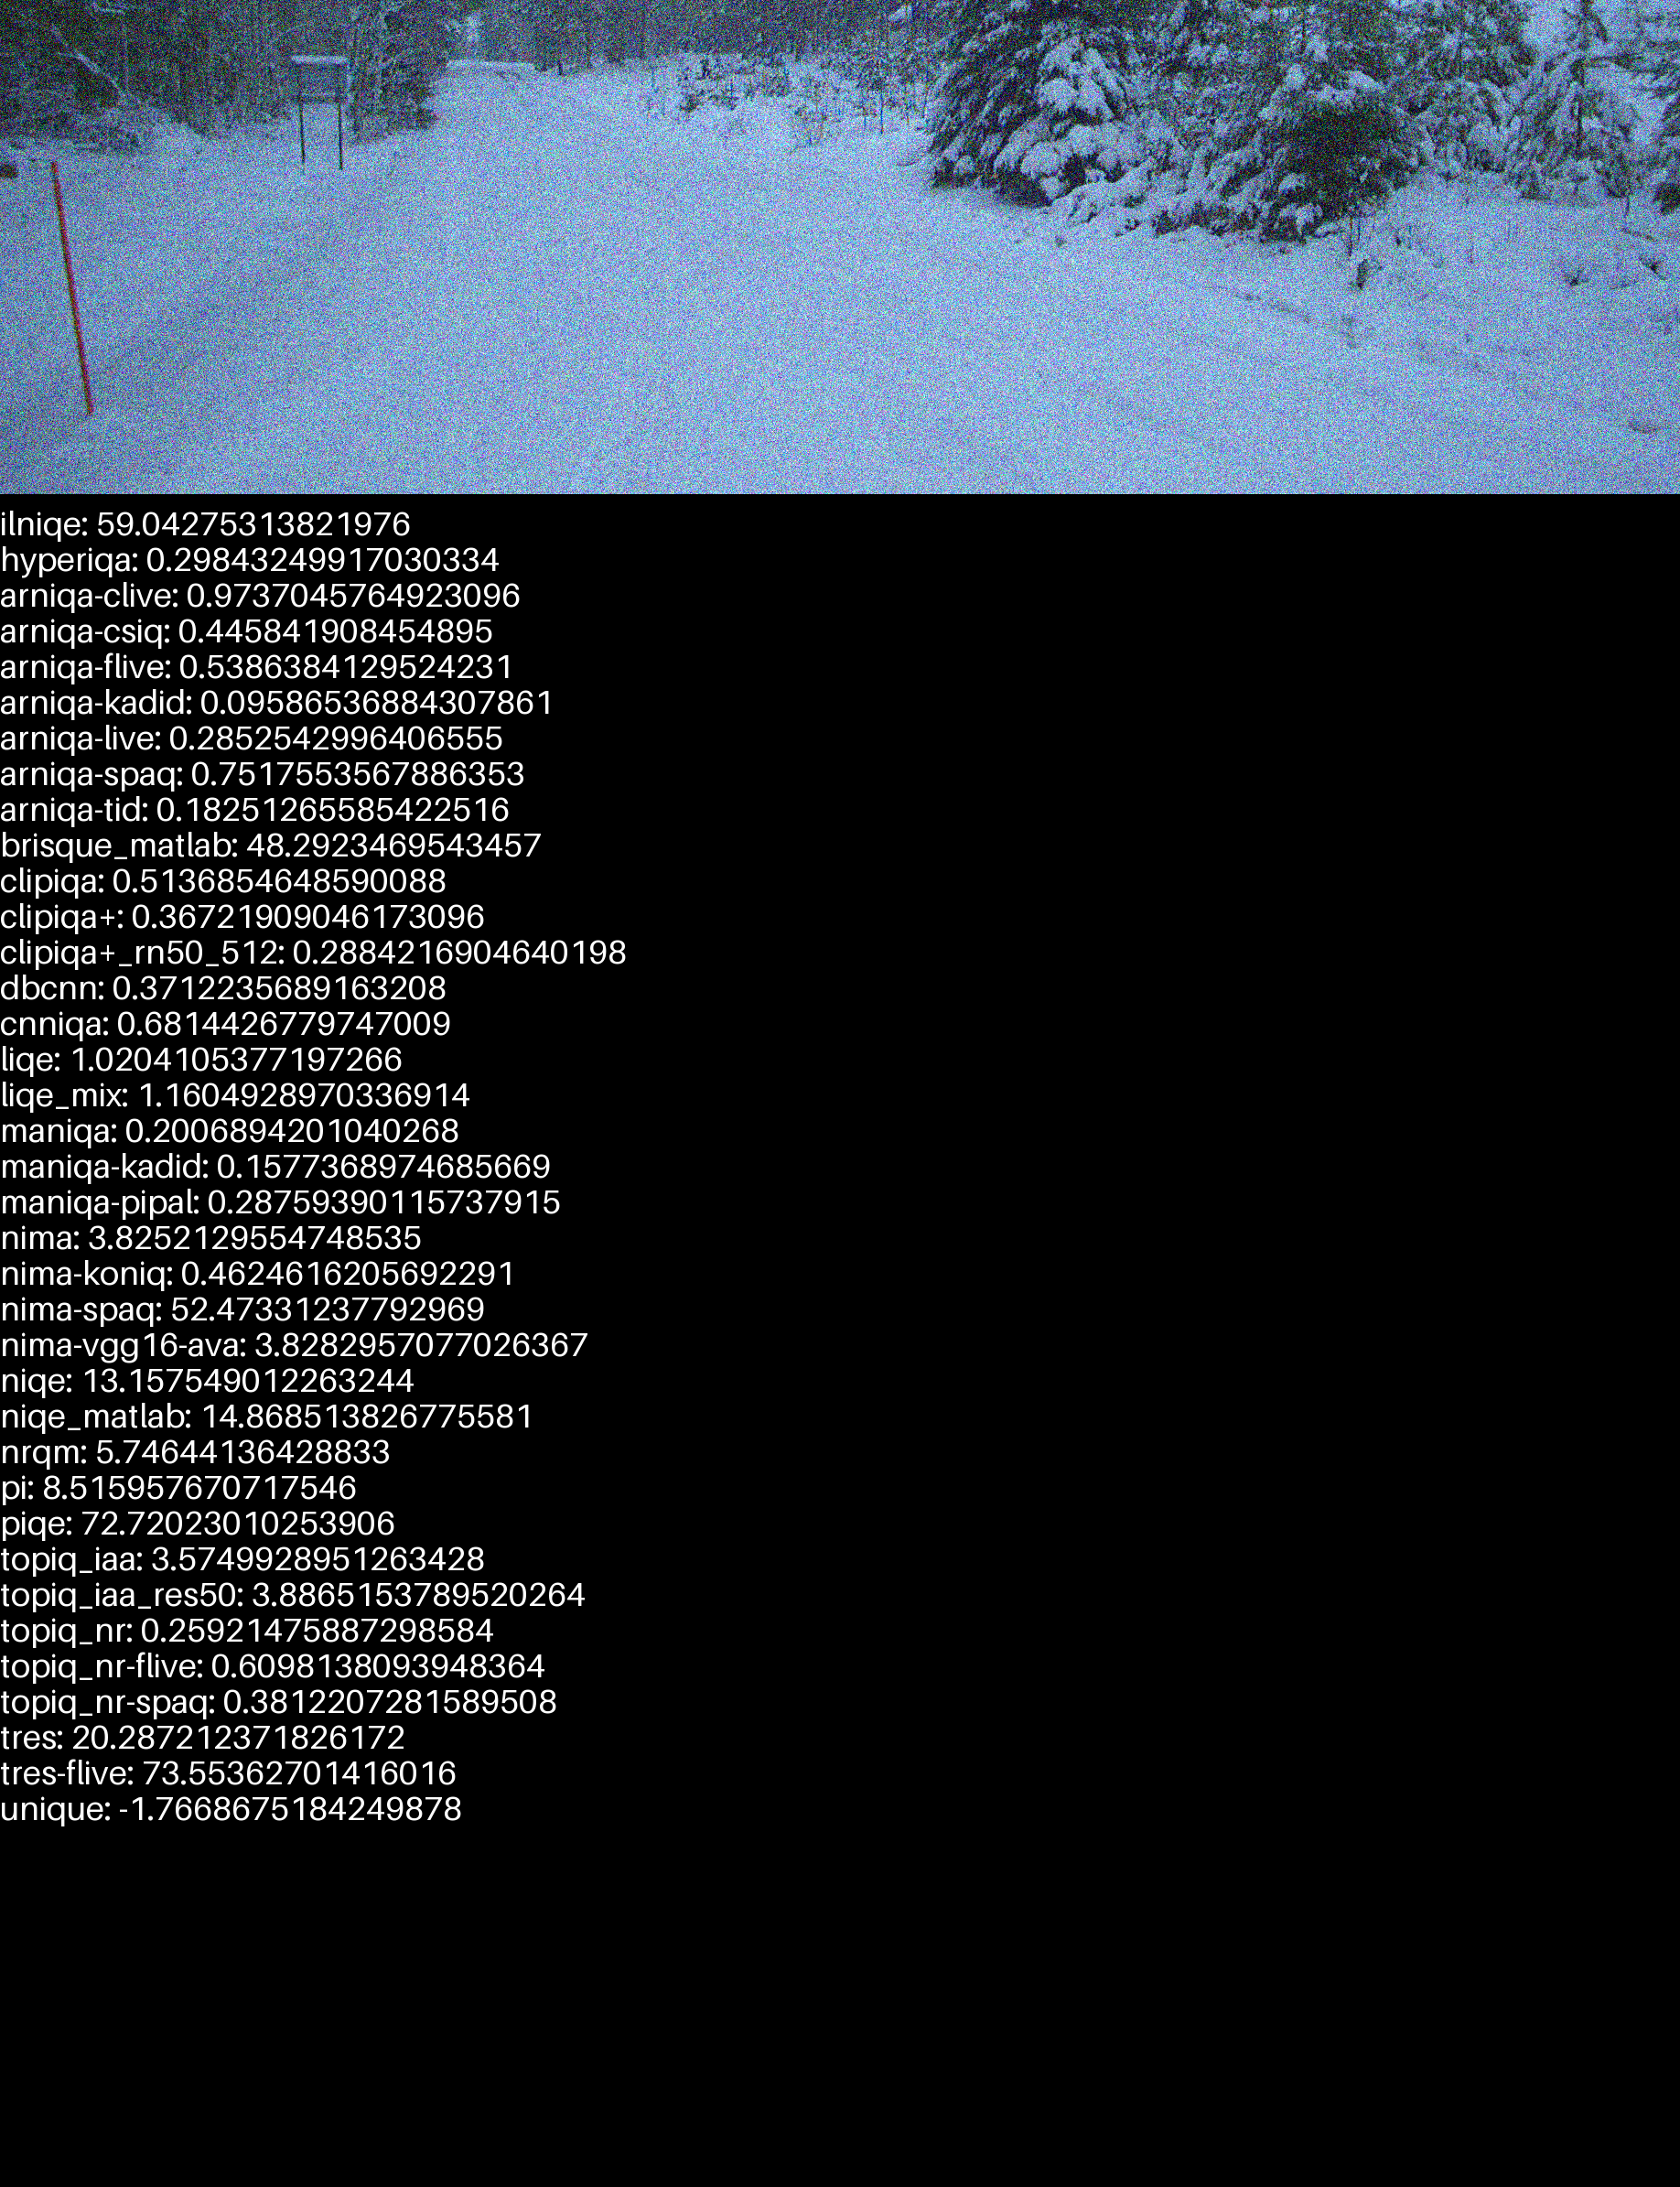 ilniqe: 59.04275313821976
hyperiqa: 0.29843249917030334
arniqa-clive: 0.9737045764923096
arniqa-csiq: 0.445841908454895
arniqa-flive: 0.5386384129524231
arniqa-kadid: 0.09586536884307861
arniqa-live: 0.2852542996406555
arniqa-spaq: 0.7517553567886353
arniqa-tid: 0.18251265585422516
brisque_matlab: 48.2923469543457
clipiqa: 0.5136854648590088
clipiqa+: 0.36721909046173096
clipiqa+_rn50_512: 0.2884216904640198
dbcnn: 0.3712235689163208
cnniqa: 0.6814426779747009
liqe: 1.0204105377197266
liqe_mix: 1.1604928970336914
maniqa: 0.2006894201040268
maniqa-kadid: 0.1577368974685669
maniqa-pipal: 0.28759390115737915
nima: 3.8252129554748535
nima-koniq: 0.4624616205692291
nima-spaq: 52.47331237792969
nima-vgg16-ava: 3.8282957077026367
niqe: 13.157549012263244
niqe_matlab: 14.868513826775581
nrqm: 5.74644136428833
pi: 8.515957670717546
piqe: 72.72023010253906
topiq_iaa: 3.5749928951263428
topiq_iaa_res50: 3.8865153789520264
topiq_nr: 0.25921475887298584
topiq_nr-flive: 0.6098138093948364
topiq_nr-spaq: 0.3812207281589508
tres: 20.287212371826172
tres-flive: 73.55362701416016
unique: -1.7668675184249878